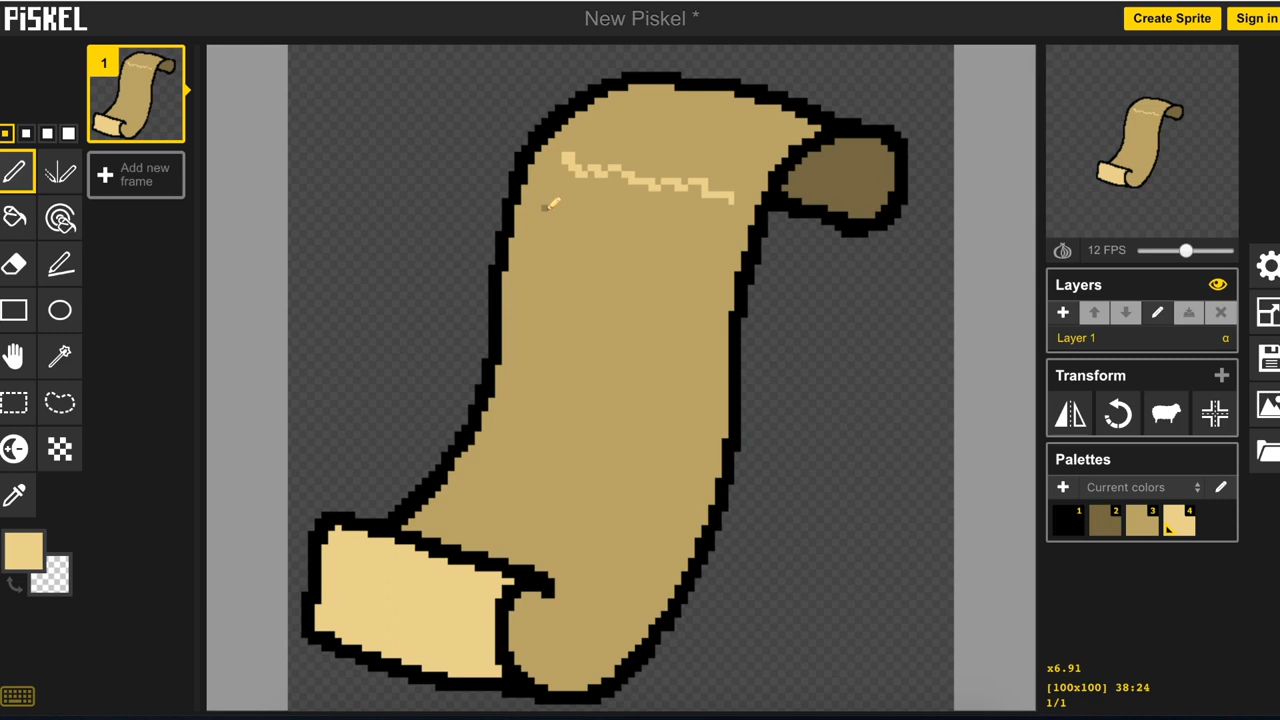 PiSKEL
New Piskel *
Create Sprite
Sign in
1
Add new
frame
12 FPS
Layers
Layer 1
α
Transform
Palettes
Current colors
1 2 3 4
x6.91
[100x100] 38:24
1/1